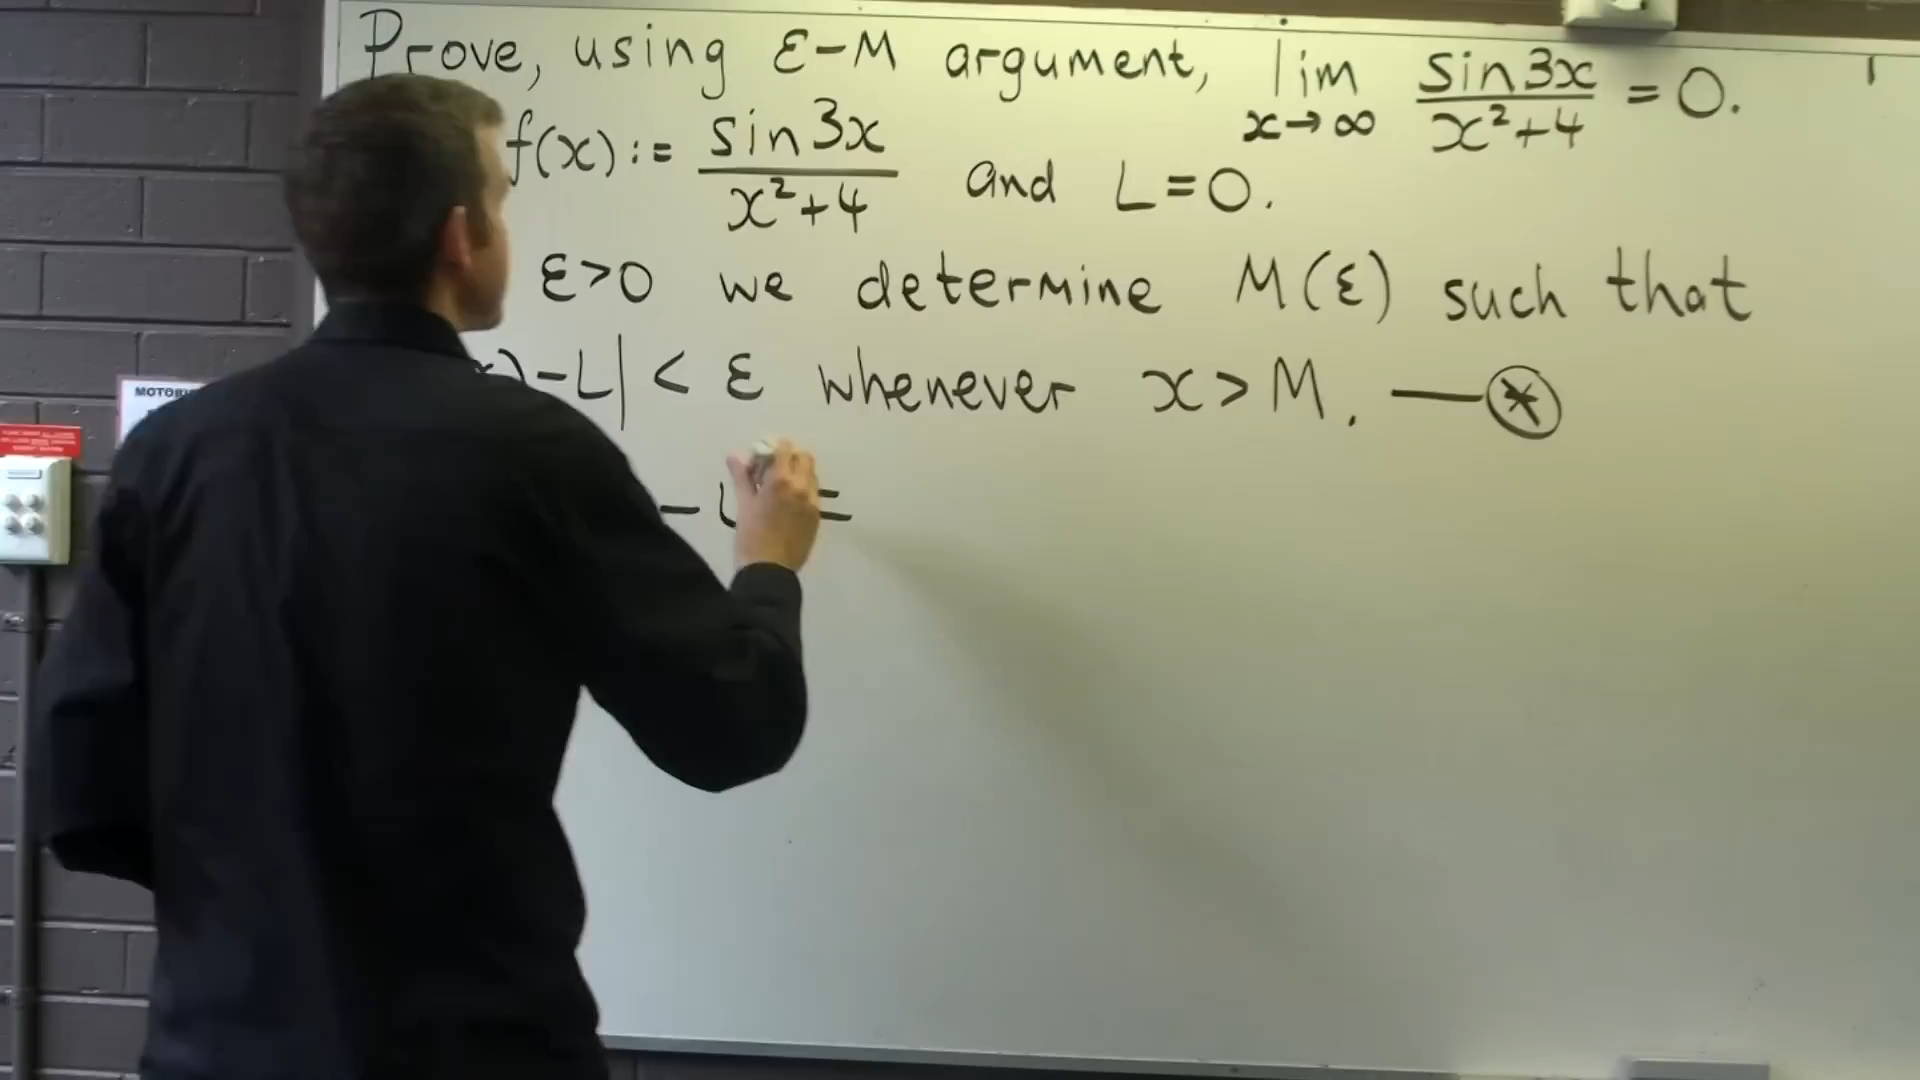 Prove, using ε-M argument, lim x→∞ sin3x/x²+4 = 0.
f(x) := sin3x/x²+4 and L=0.
ε>0 we determine M(ε) such that
)-L| < ε whenever x>M. —⊛
- L =
MOTOR